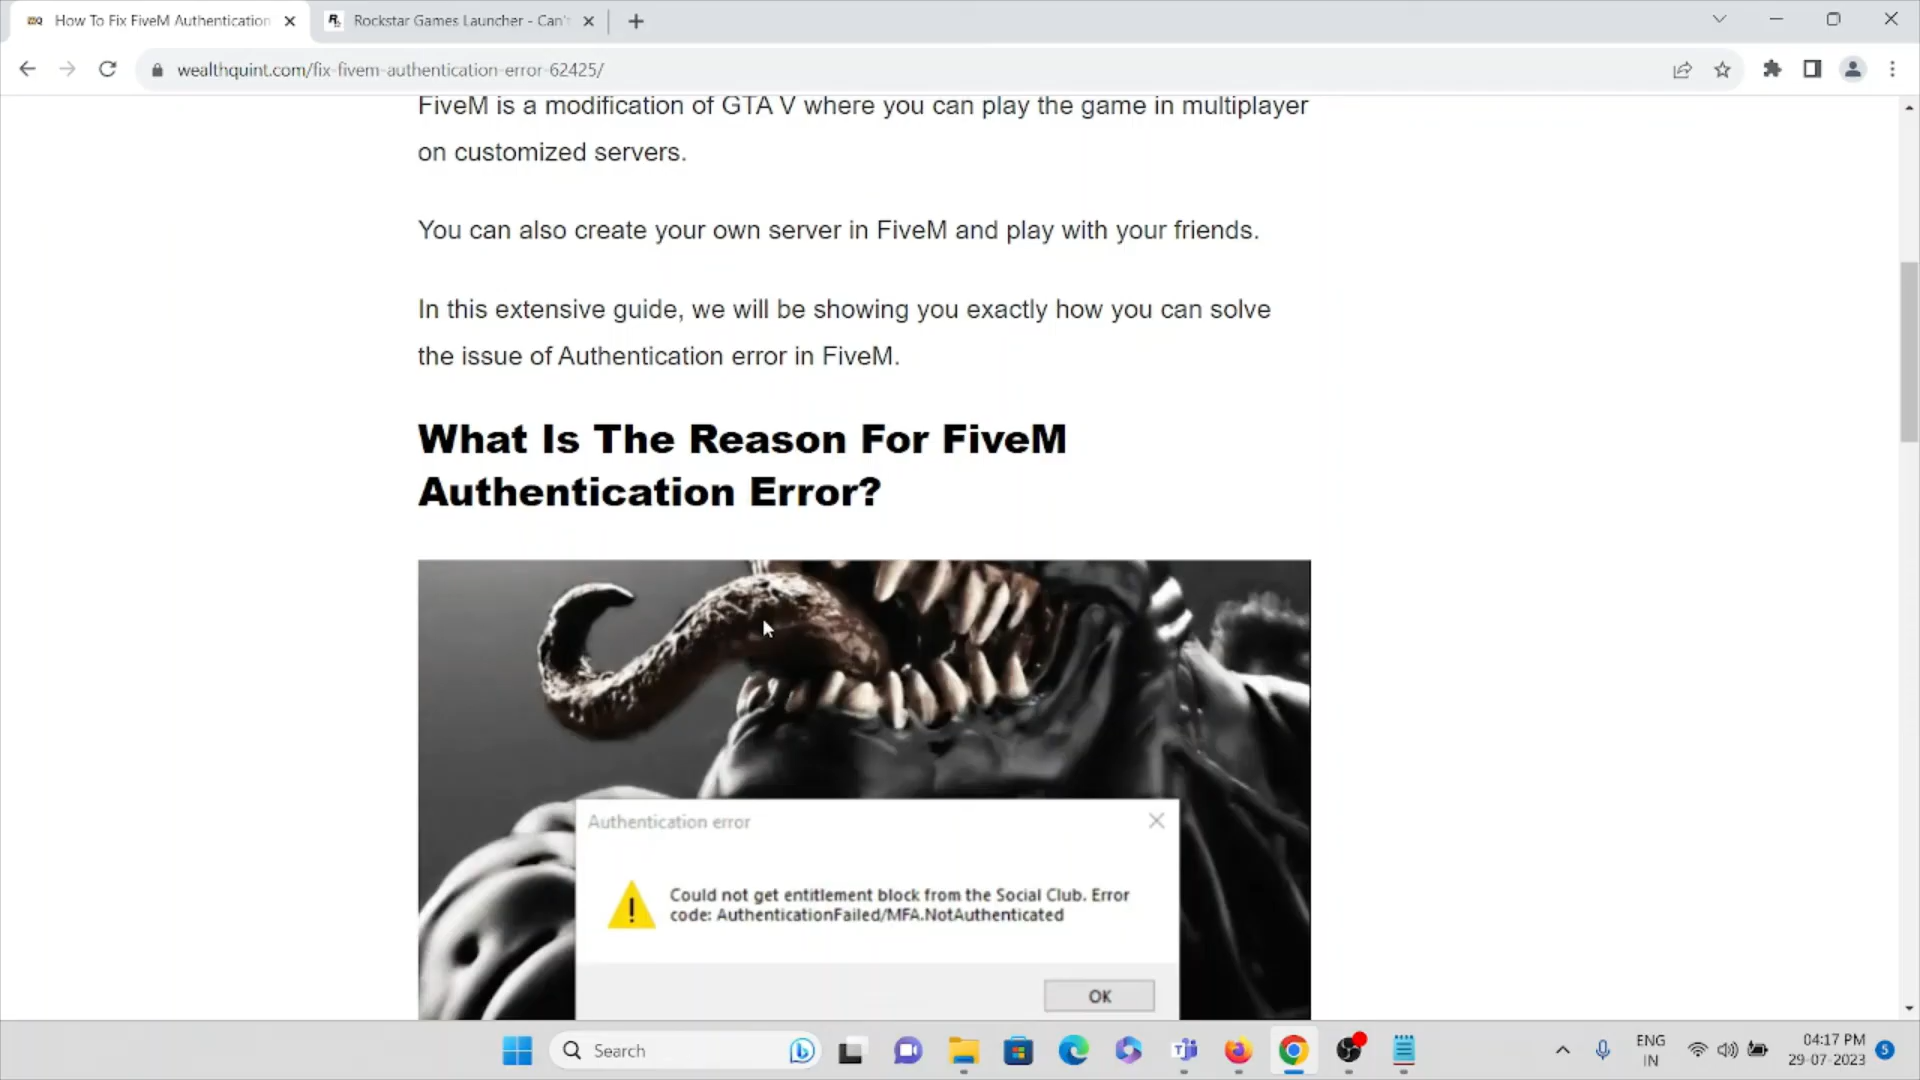 How To Fix FiveM Authentication
Rockstar Games Launcher - Can'
wealthquint.com/fix-fivem-authentication-error-62425/
FiveM is a modification of GTA V where you can play the game in multiplayer
on customized servers.
You can also create your own server in FiveM and play with your friends.
In this extensive guide, we will be showing you exactly how you can solve
the issue of Authentication error in FiveM.
What Is The Reason For FiveM
Authentication Error?
Authentication error
Could not get entitlement block from the Social Club. Error
code: AuthenticationFailed/MFA.NotAuthenticated
OK
Search
ENG
IN
04:17 PM
29-07-2023
5